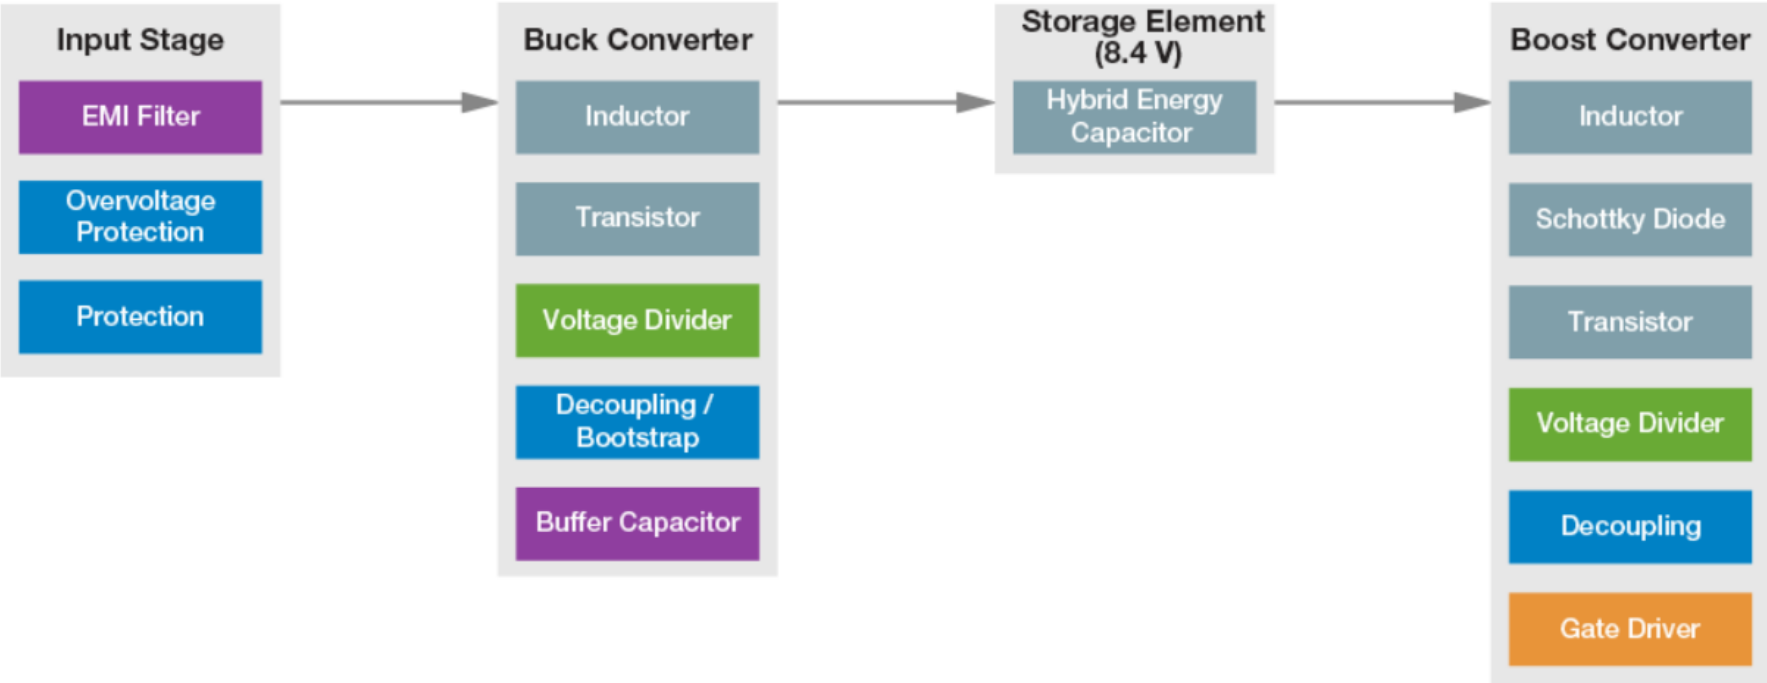 Input Stage
EMI Filter
Overvoltage
Protection
Protection
Buck Converter
Inductor
Transistor
Voltage Divider
Decoupling /
Bootstrap
Buffer Capacitor
Storage Element
(8.4 V)
Hybrid Energy
Capacitor
Boost Converter
Inductor
Schottky Diode
Transistor
Voltage Divider
Decoupling
Gate Driver